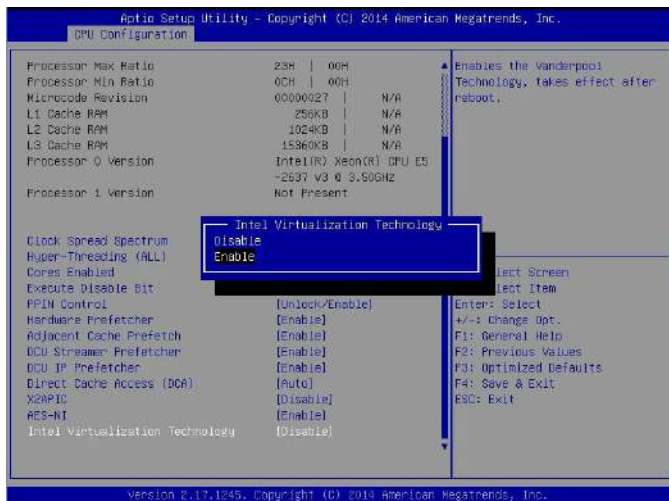 Aptio Setup Utility - Copyright (C) 2014 American Megatrends, Inc.
CPU Configuration
Processor Max Ratio 23H | 00H
Processor Min Ratio 0CH | 00H
Microcode Revision 00000027 | N/A
L1 Cache RAM 256KB | N/A
L2 Cache RAM 1024KB | N/A
L3 Cache RAM 15360KB | N/A
Processor 0 Version Intel(R) Xeon(R) CPU E5
-2637 v3 @ 3.50GHz
Processor 1 Version Not Present
Clock Spread Spectrum
Hyper-Threading (ALL)
Cores Enabled
Execute Disable Bit
PPIN Control [Unlock/Enable]
Hardware Prefetcher [Enable]
Adjacent Cache Prefetch [Enable]
DCU Streamer Prefetcher [Enable]
DCU IP Prefetcher [Enable]
Direct Cache Access (DCA) [Auto]
X2APIC [Disable]
AES-NI [Enable]
Intel Virtualization Technology [Disable]
Intel Virtualization Technology
Disable
Enable
Enables the Vanderpool
Technology, takes effect after
reboot.
lect Screen
lect Item
Enter: Select
+/-: Change Opt.
F1: General Help
F2: Previous Values
F3: Optimized Defaults
F4: Save & Exit
ESC: Exit
Version 2.17.1245. Copyright (C) 2014 American Megatrends, Inc.